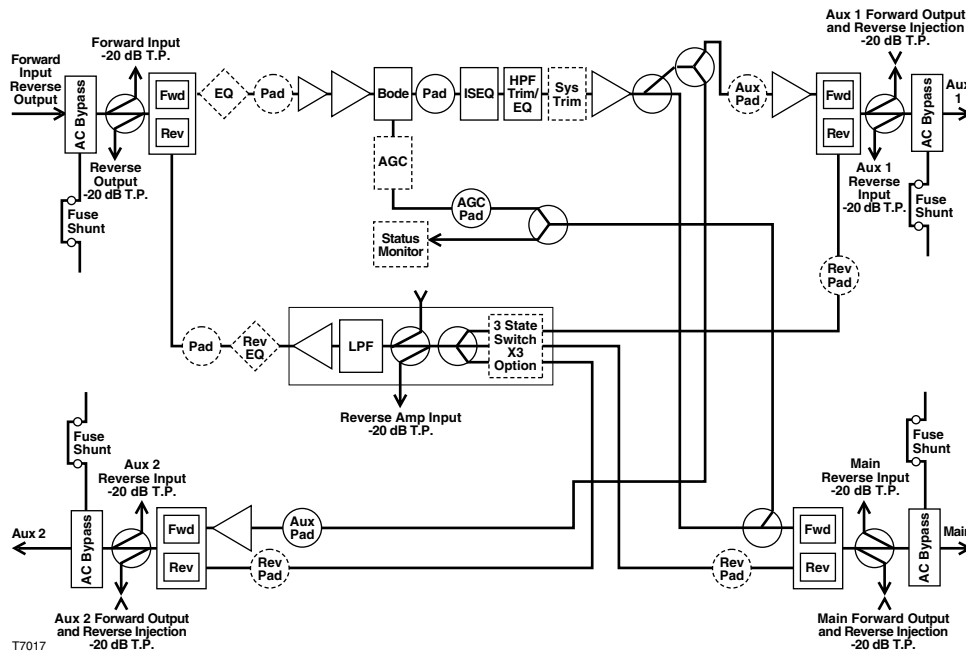 Forward Input
-20 dB T.P.
Aux 1 Forward Output
and Reverse Injection
-20 dB T.P.
Forward
Input
Reverse
Output
AC Bypass
Fwd
Rev
EQ
Pad
Bode
Pad
ISEQ
HPF
Trim/
EQ
Sys
Trim
Aux
Pad
Fwd
Rev
AC Bypass
Aux
1
Reverse
Output
-20 dB T.P.
Fuse
Shunt
AGC
AGC
Pad
Status
Monitor
Aux 1
Reverse
Input
-20 dB T.P.
Fuse
Shunt
Rev
Pad
Pad
Rev
EQ
LPF
3 State
Switch
X3
Option
Reverse Amp Input
-20 dB T.P.
Fuse
Shunt
Aux 2
Reverse Input
-20 dB T.P.
Main
Reverse Input
-20 dB T.P.
Fuse
Shunt
Aux 2
AC Bypass
Fwd
Rev
Aux
Pad
Rev
Pad
Rev
Pad
Fwd
Rev
AC Bypass
Main
Aux 2 Forward Output
and Reverse Injection
-20 dB T.P.
Main Forward Output
and Reverse Injection
-20 dB T.P.
T7017